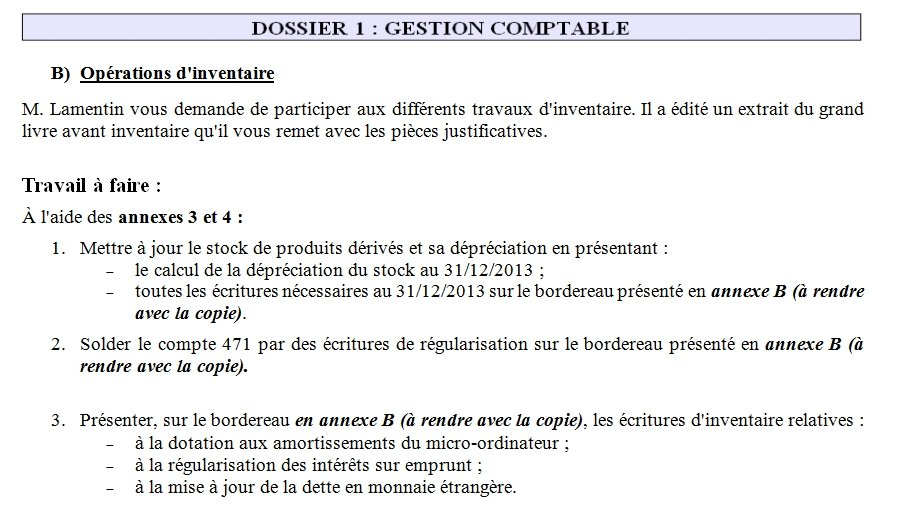 DOSSIER 1 : GESTION COMPTABLE
B) Opérations d'inventaire
M. Lamentin vous demande de participer aux différents travaux d'inventaire. Il a édité un extrait du grand
livre avant inventaire qu'il vous remet avec les pièces justificatives.
Travail à faire :
À l'aide des annexes 3 et 4 :
1. Mettre à jour le stock de produits dérivés et sa dépréciation en présentant :
- le calcul de la dépréciation du stock au 31/12/2013 ;
- toutes les écritures nécessaires au 31/12/2013 sur le bordereau présenté en annexe B (à rendre
avec la copie).
2. Solder le compte 471 par des écritures de régularisation sur le bordereau présenté en annexe B (à
rendre avec la copie).
3. Présenter, sur le bordereau en annexe B (à rendre avec la copie), les écritures d'inventaire relatives :
- à la dotation aux amortissements du micro-ordinateur ;
- à la régularisation des intérêts sur emprunt ;
- à la mise à jour de la dette en monnaie étrangère.